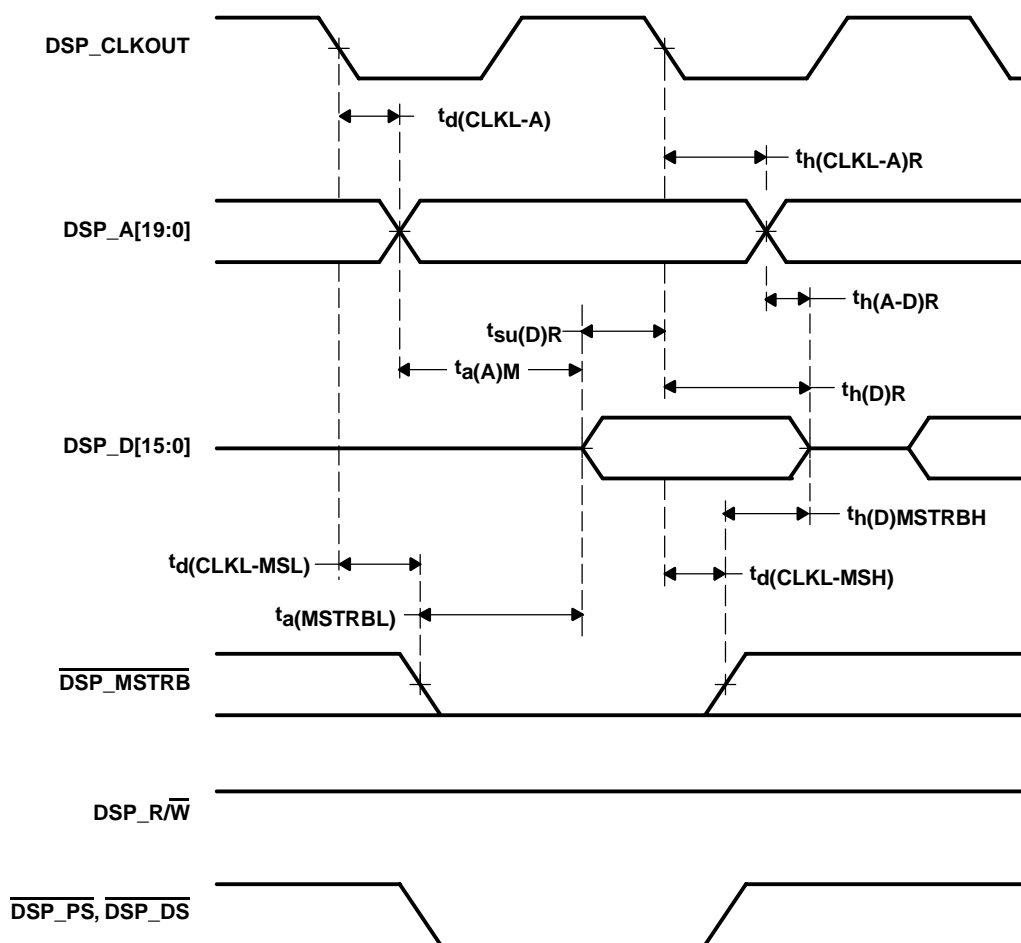 DSP_CLKOUT
td(CLKL-A)
th(CLKL-A)R
DSP_A[19:0]
th(A-D)R
tsu(D)R
ta(A)M
th(D)R
DSP_D[15:0]
th(D)MSTRBH
td(CLKL-MSL)
td(CLKL-MSH)
ta(MSTRBL)
DSP_MSTRB
DSP_R/W
DSP_PS, DSP_DS